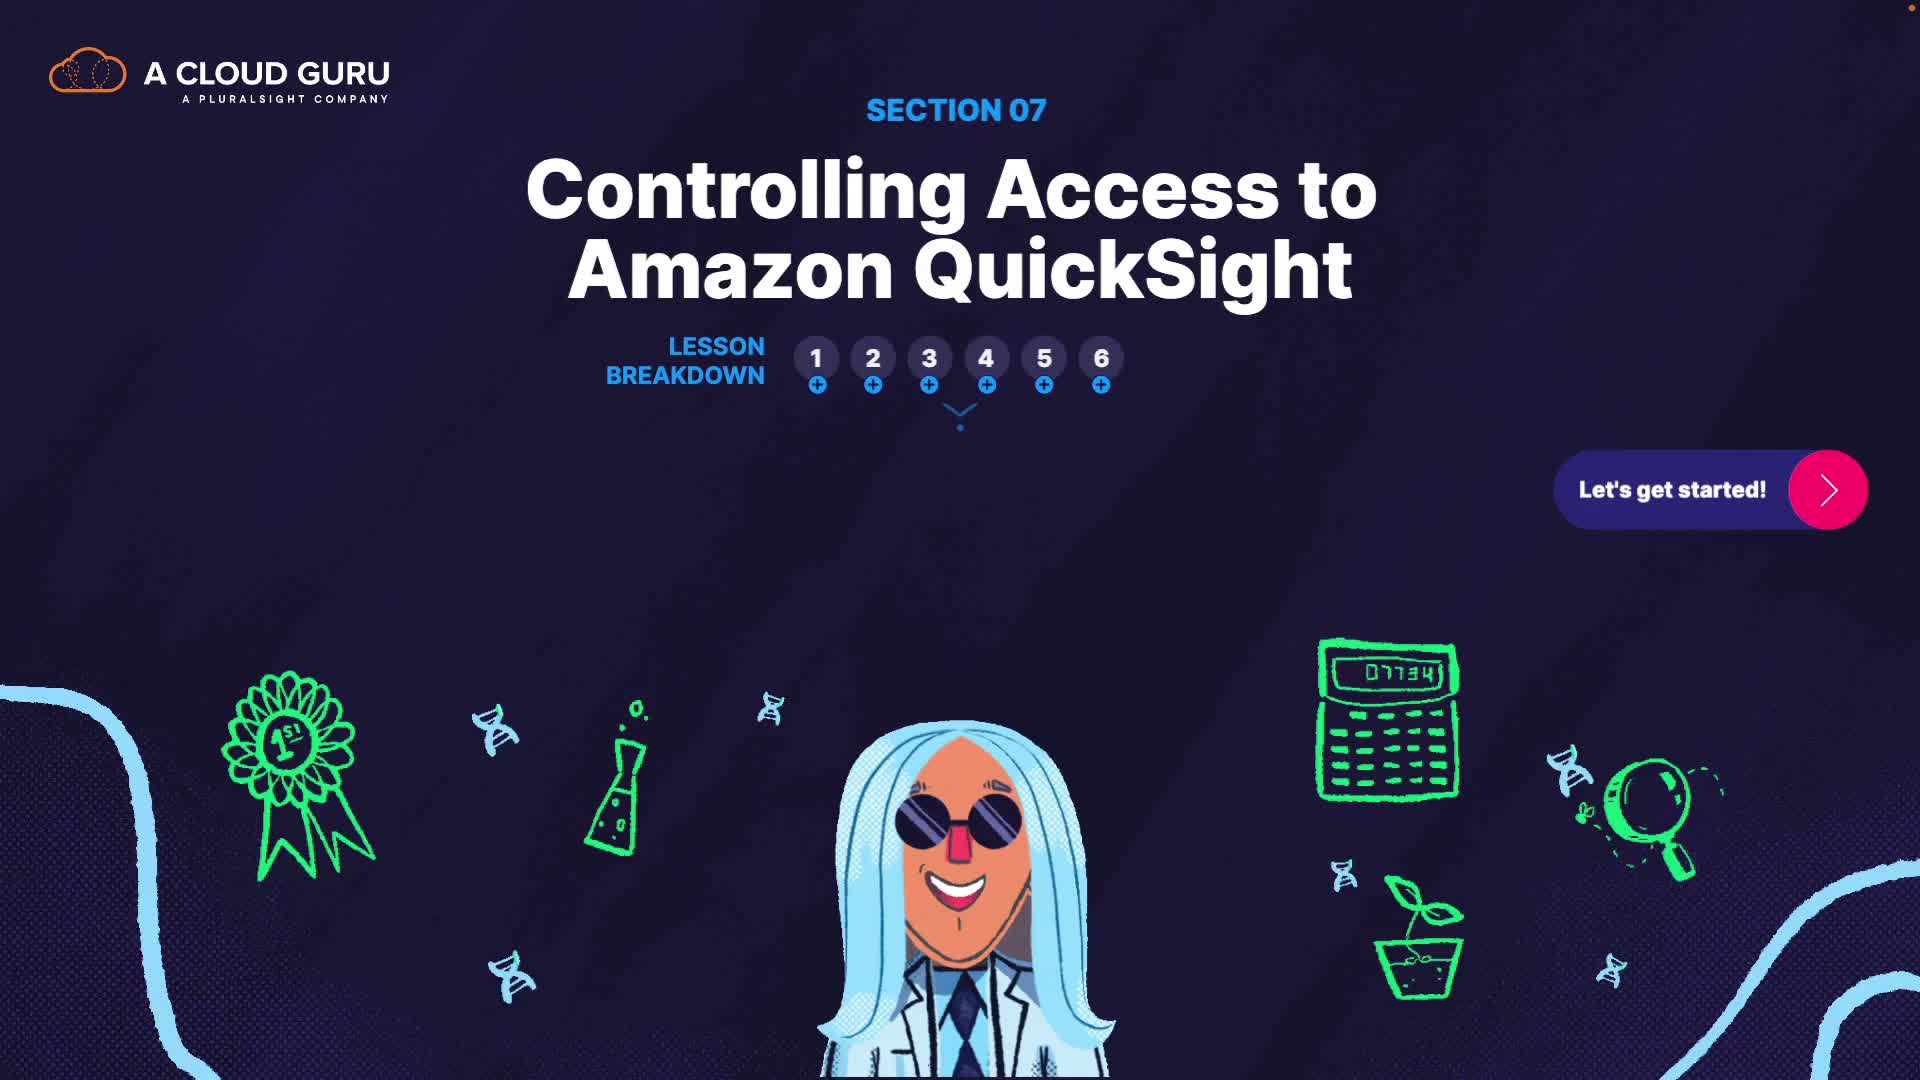 A CLOUD GURU
A PLURALSIGHT COMPANY
SECTION 07
Controlling Access to
Amazon QuickSight
LESSON
BREAKDOWN
1 2 3 4 5 6
Let's get started!
07734
1ST